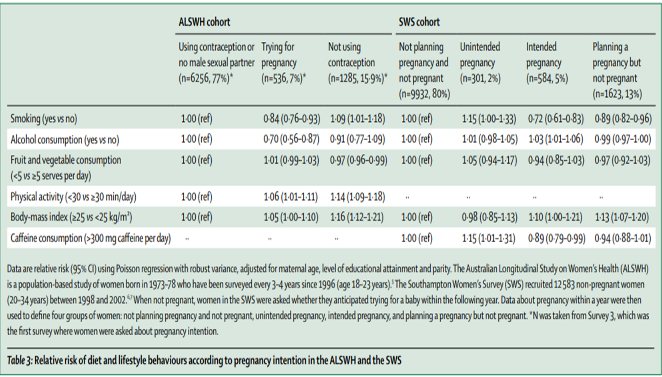 ALSWH cohort SWS cohort
Using contraception or no male sexual partner (n=6256, 77%)* Trying for pregnancy (n=536, 7%)* Not using contraception (n=1285, 15·9%)* Not planning pregnancy and not pregnant (n=9932, 80%) Unintended pregnancy (n=301, 2%) Intended pregnancy (n=584, 5%) Planning a pregnancy but not pregnant (n=1623, 13%)
Smoking (yes vs no) 1·00 (ref) 0·84 (0·76–0·93) 1·09 (1·01–1·18) 1·00 (ref) 1·15 (1·00–1·33) 0·72 (0·61–0·83) 0·89 (0·82–0·96)
Alcohol consumption (yes vs no) 1·00 (ref) 0·70 (0·56–0·87) 0·91 (0·77–1·09) 1·00 (ref) 1·01 (0·98–1·05) 1·03 (1·01–1·06) 0·99 (0·97–1·00)
Fruit and vegetable consumption (<5 vs ≥5 serves per day) 1·00 (ref) 1·01 (0·99–1·03) 0·97 (0·96–0·99) 1·00 (ref) 1·05 (0·94–1·17) 0·94 (0·85–1·03) 0·97 (0·92–1·03)
Physical activity (<30 vs ≥30 min/day) 1·00 (ref) 1·06 (1·01–1·11) 1·14 (1·09–1·18) ·· ·· ·· ··
Body-mass index (≥25 vs <25 kg/m²) 1·00 (ref) 1·05 (1·00–1·10) 1·16 (1·12–1·21) 1·00 (ref) 0·98 (0·85–1·13) 1·10 (1·00–1·21) 1·13 (1·07–1·20)
Caffeine consumption (>300 mg caffeine per day) ·· ·· ·· 1·00 (ref) 1·15 (1·01–1·31) 0·89 (0·79–0·99) 0·94 (0·88–1·01)
Data are relative risk (95% CI) using Poisson regression with robust variance, adjusted for maternal age, level of educational attainment and parity. The Australian Longitudinal Study on Women's Health (ALSWH)
is a population-based study of women born in 1973–78 who have been surveyed every 3–4 years since 1996 (age 18–23 years).⁵ The Southampton Women's Survey (SWS) recruited 12 583 non-pregnant women
(20–34 years) between 1998 and 2002.⁶,⁷ When not pregnant, women in the SWS were asked whether they anticipated trying for a baby within the following year. Data about pregnancy within a year were then
used to define four groups of women: not planning pregnancy and not pregnant, unintended pregnancy, intended pregnancy, and planning a pregnancy but not pregnant. *N was taken from Survey 3, which was
the first survey where women were asked about pregnancy intention.
Table 3: Relative risk of diet and lifestyle behaviours according to pregnancy intention in the ALSWH and the SWS